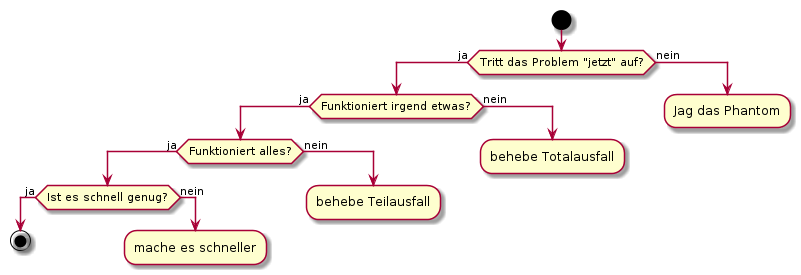 ja
Tritt das Problem "jetzt" auf?
nein
ja
Funktioniert irgend etwas?
nein
Jag das Phantom
ja
Funktioniert alles?
nein
behebe Totalausfall
ja
Ist es schnell genug?
nein
behebe Teilausfall
mache es schneller